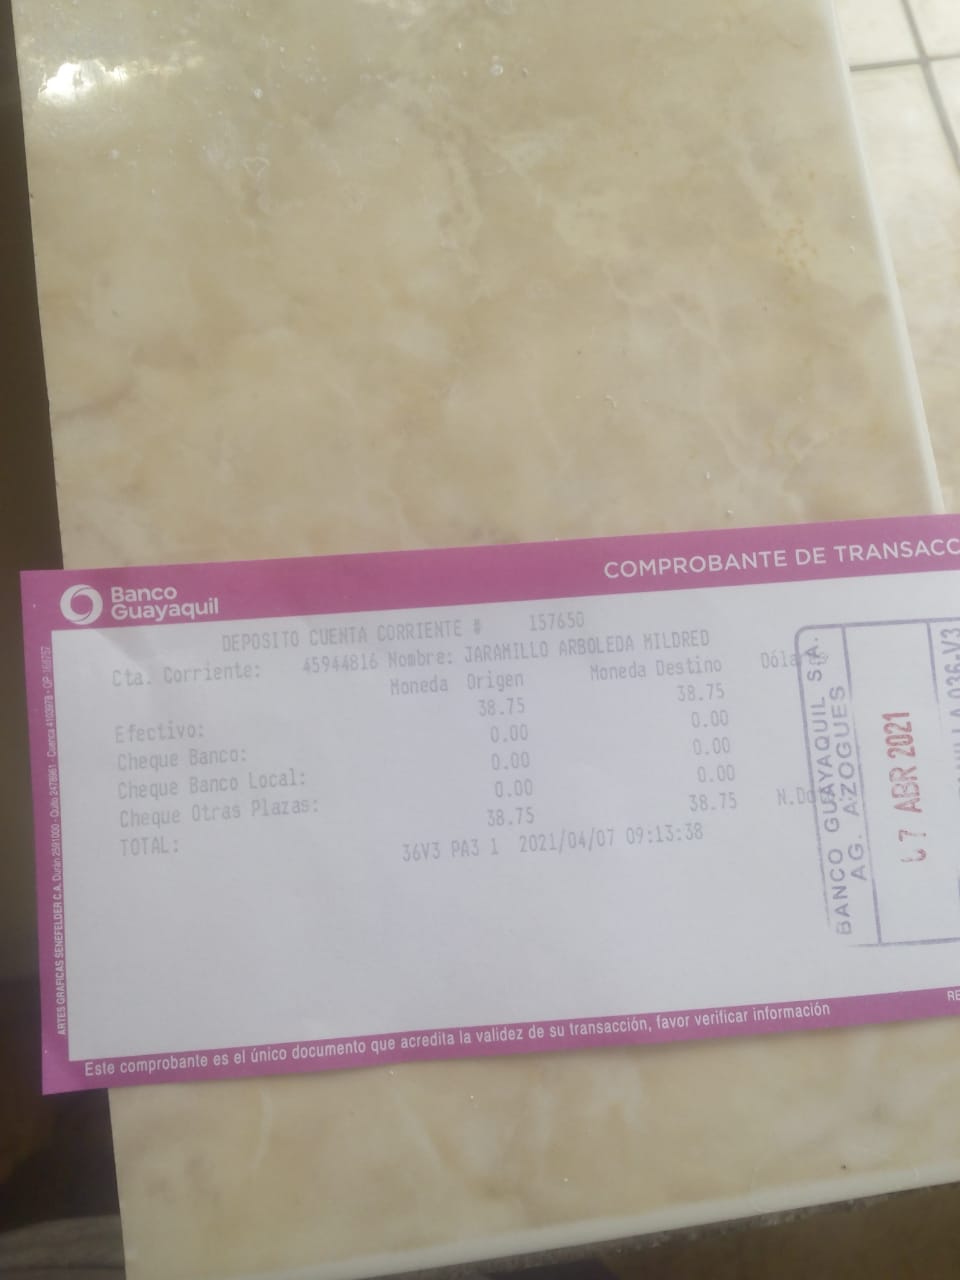 COMPROBANTE DE TRANSACC
Banco
Guayaquil
DEPOSITO CUENTA CORRIENTE # 157650
Cta. Corriente: 45944816 Nombre: JARAMILLO ARBOLEDA MILDRED
Moneda Origen Moneda Destino Dóla
Efectivo: 38.75 38.75
Cheque Banco: 0.00 0.00
Cheque Banco Local: 0.00 0.00
Cheque Otras Plazas: 0.00 0.00
TOTAL: 38.75 38.75 N.Do
36V3 PA3 1 2021/04/07 09:13:38
BANCO GUAYAQUIL S.A.
AG. AZOGUES
07 ABR 2021
A 036-V3
ARTES GRAFICAS SENEFELDER C.A.
Este comprobante es el único documento que acredita la validez de su transacción, favor verificar información
RE